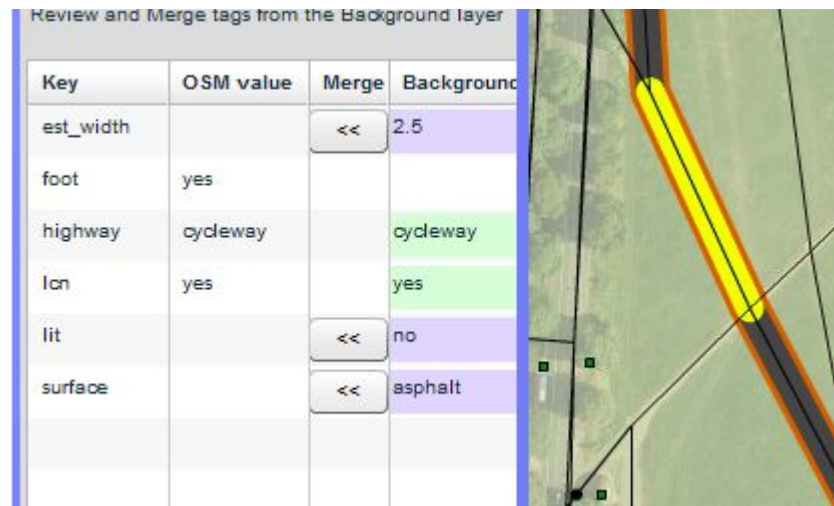 Review and Merge tags from the Background layer
Key OSM value Merge Background
est_width << 2.5
foot yes
highway cycleway cycleway
lcn yes yes
lit << no
surface << asphalt